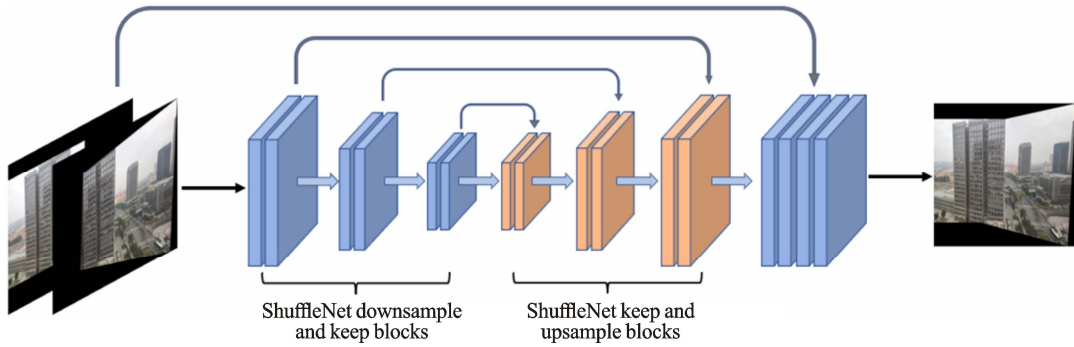 ShuffleNet downsample
and keep blocks
ShuffleNet keep and
upsample blocks